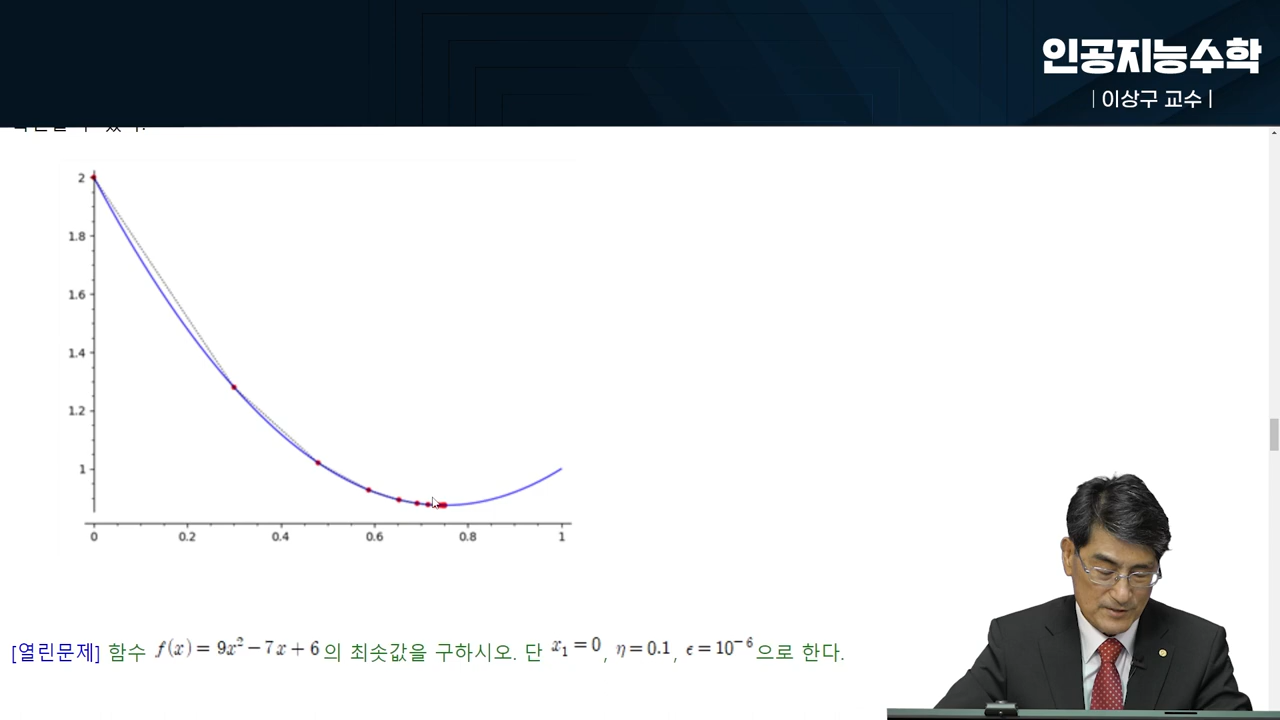 인공지능수학
| 이상구 교수 |
2
1.8
1.6
1.4
1.2
1
0 0.2 0.4 0.6 0.8 1
[열린문제] 함수 f(x) = 9x² − 7x + 6 의 최솟값을 구하시오. 단 x₁ = 0, η = 0.1, ϵ = 10⁻⁶ 으로 한다.